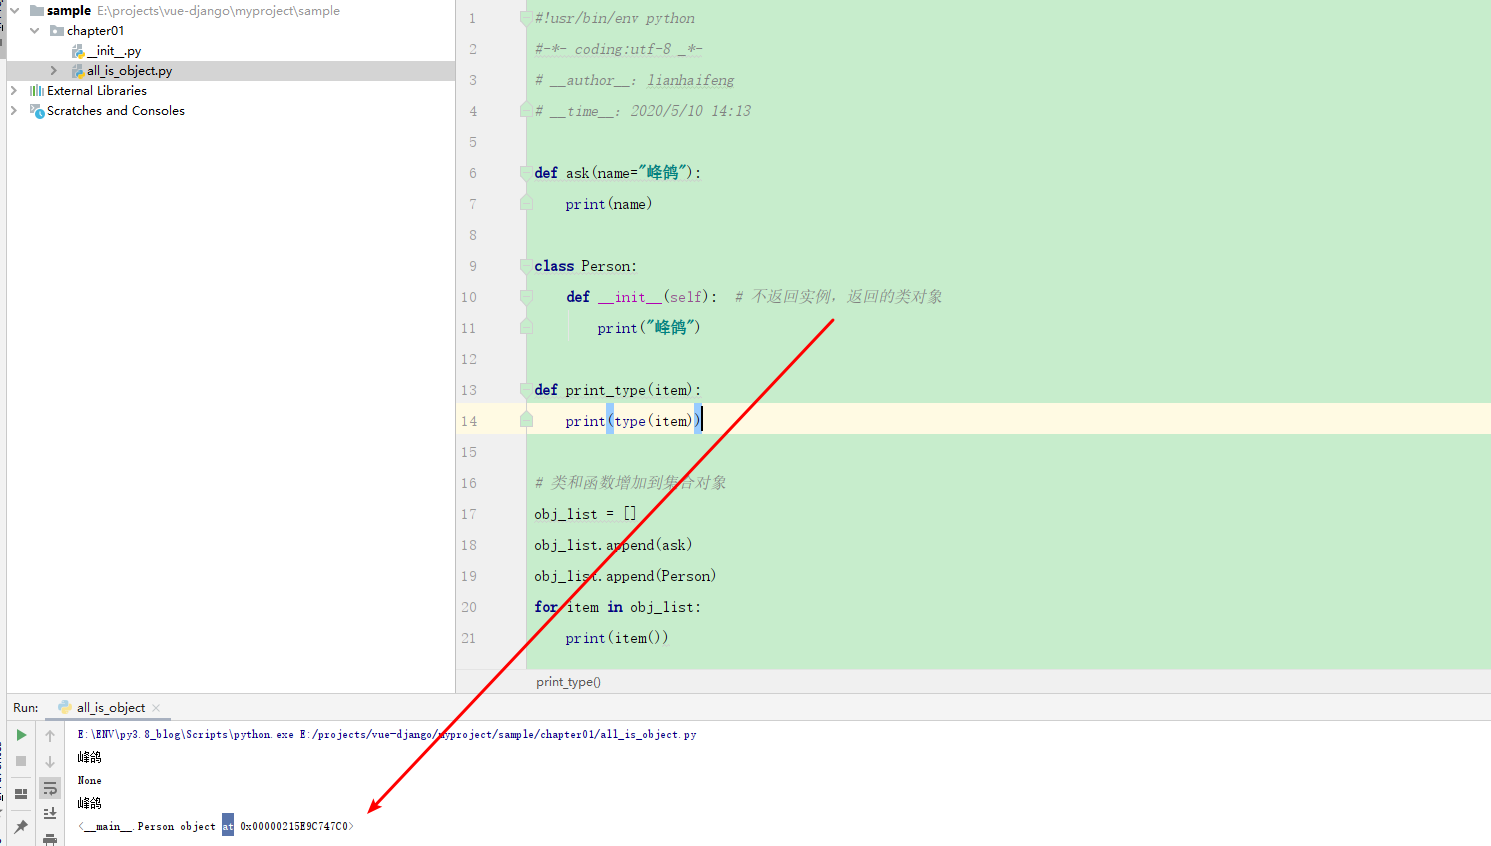 sample E:\projects\vue-django\myproject\sample
chapter01
__init__.py
all_is_object.py
External Libraries
Scratches and Consoles
1 #!usr/bin/env python
2 #-*- coding:utf-8 _*-
3 # __author__: lianhaifeng
4 # __time__: 2020/5/10 14:13
5
6 def ask(name="峰鸽"):
7 print(name)
8
9 class Person:
10 def __init__(self): # 不返回实例，返回的类对象
11 print("峰鸽")
12
13 def print_type(item):
14 print(type(item))
15
16 # 类和函数增加到集合对象
17 obj_list = []
18 obj_list.append(ask)
19 obj_list.append(Person)
20 for item in obj_list:
21 print(item())
print_type()
Run: all_is_object
E:\ENV\py3.8_blog\Scripts\python.exe E:/projects/vue-django/myproject/sample/chapter01/all_is_object.py
峰鸽
None
峰鸽
<__main__.Person object at 0x00000215E9C747C0>